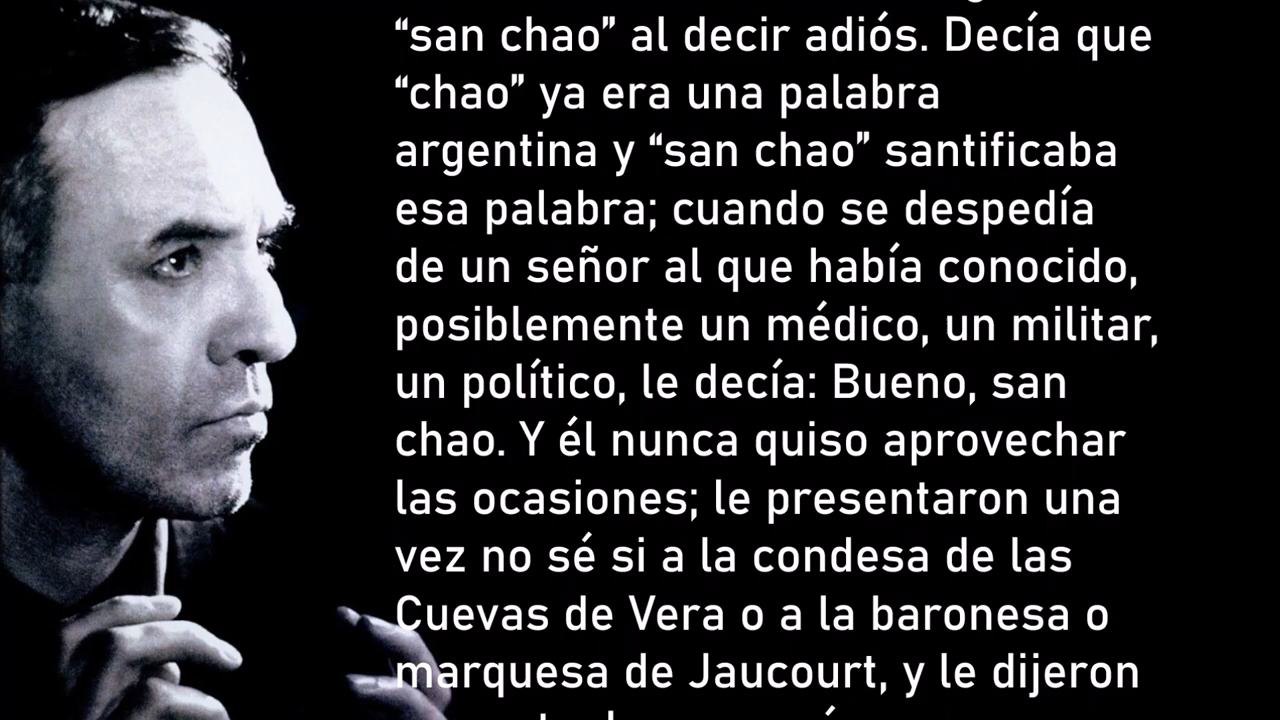 “san chao” al decir adiós. Decía que
“chao” ya era una palabra
argentina y “san chao” santificaba
esa palabra; cuando se despedía
de un señor al que había conocido,
posiblemente un médico, un militar,
un político, le decía: Bueno, san
chao. Y él nunca quiso aprovechar
las ocasiones; le presentaron una
vez no sé si a la condesa de las
Cuevas de Vera o a la baronesa o
marquesa de Jaucourt, y le dijeron